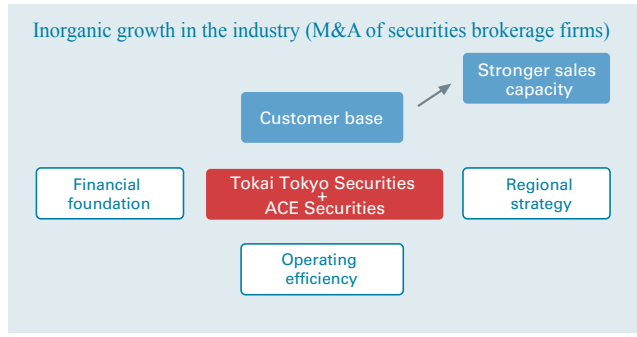 Inorganic growth in the industry (M&A of securities brokerage firms)
Stronger sales
capacity
Customer base
Financial
foundation
Tokai Tokyo Securities
+
ACE Securities
Regional
strategy
Operating
efficiency